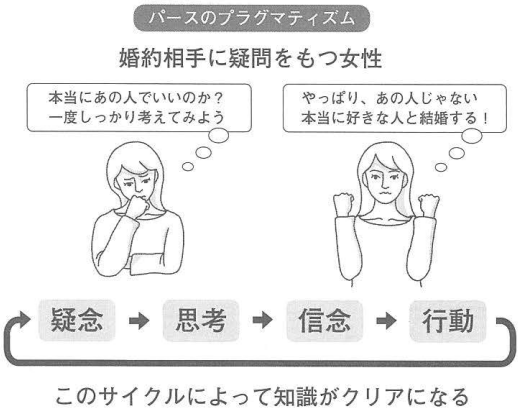 パースのプラグマティズム
婚約相手に疑問をもつ女性
本当にあの人でいいのか?
一度しっかり考えてみよう
やっぱり、あの人じゃない
本当に好きな人と結婚する!
疑念 → 思考 → 信念 → 行動
このサイクルによって知識がクリアになる